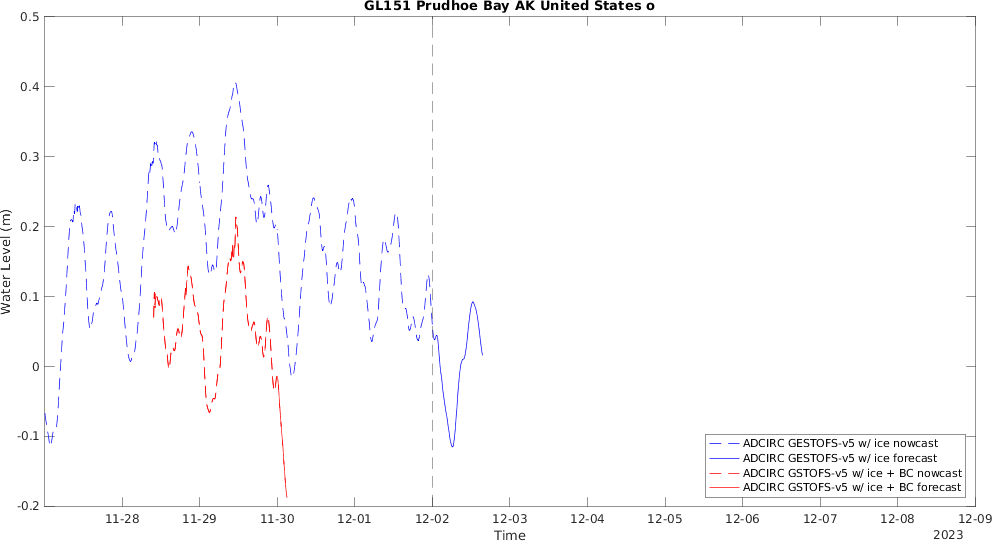 GL151 Prudhoe Bay AK United States o
0.5
0.4
0.3
0.2
0.1
0
-0.1
-0.2
Water Level (m)
11-28 11-29 11-30 12-01 12-02 12-03 12-04 12-05 12-06 12-07 12-08 12-09
Time
2023
ADCIRC GESTOFS-v5 w/ ice nowcast
ADCIRC GESTOFS-v5 w/ ice forecast
ADCIRC GSTOFS-v5 w/ ice + BC nowcast
ADCIRC GSTOFS-v5 w/ ice + BC forecast